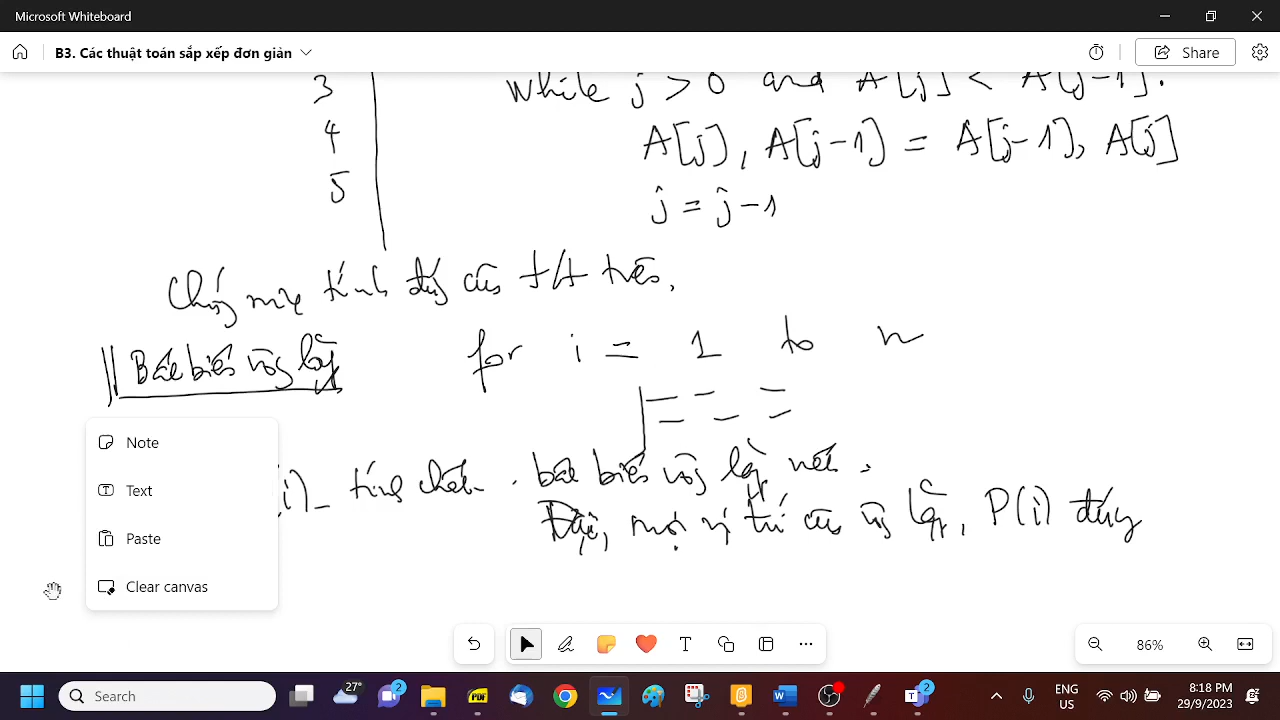 Microsoft Whiteboard
B3. Các thuật toán sắp xếp đơn giản
Share
3 while j > 0 and A[j] < A[j-1].
4 A[j], A[j-1] = A[j-1], A[j]
5 j = j-1
Chứng minh tính đúng của t/t trên.
Bất biến vòng lặp for i = 1 to n
Note
Text
Paste
Clear canvas
i) tính chất. bất biến vòng lặp nếu
mọi vị trí của vòng lặp, P(i) đúng
86%
Search
27°
2
2
ENG
US
8:18 PM
29/9/2023